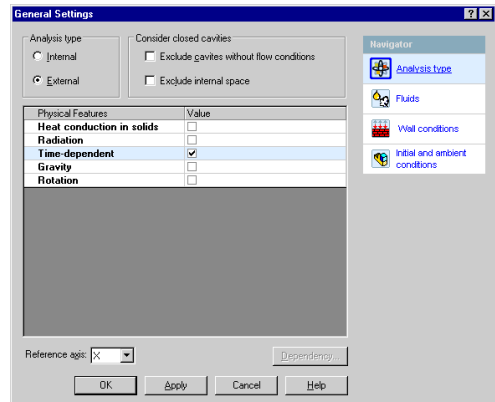 General Settings
Analysis type
Internal
External
Consider closed cavities
Exclude cavites without flow conditions
Exclude internal space
Physical Features Value
Heat conduction in solids
Radiation
Time-dependent
Gravity
Rotation
Reference axis: X
Dependency...
OK Apply Cancel Help
Navigator
Analysis type
Fluids
Wall conditions
Initial and ambient
conditions